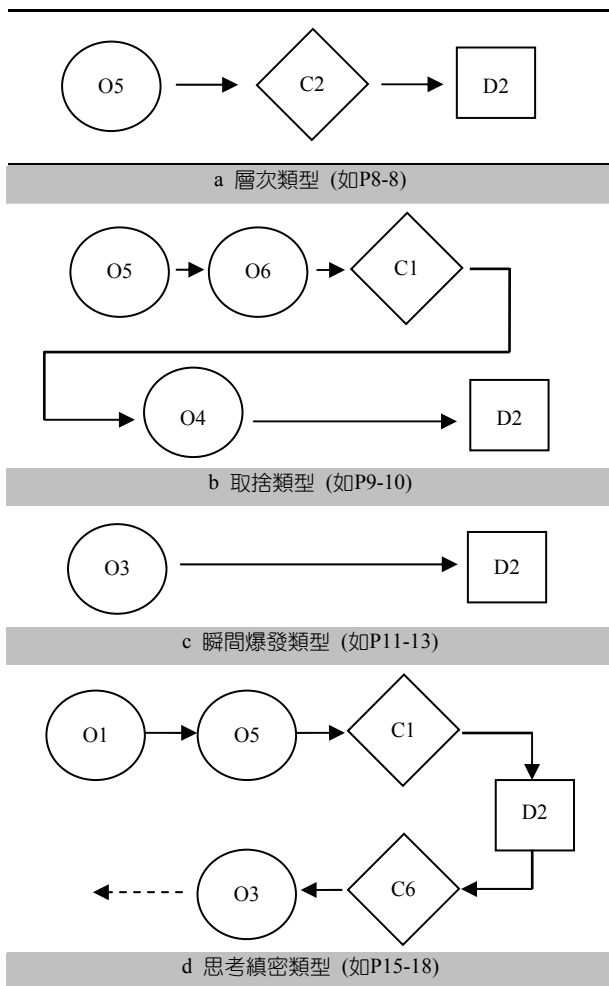 O5 C2 D2
a 層次類型 (如P8-8)
O5 O6 C1
O4 D2
b 取捨類型 (如P9-10)
O3 D2
c 瞬間爆發類型 (如P11-13)
O1 O5 C1
D2
O3 C6
d 思考縝密類型 (如P15-18)